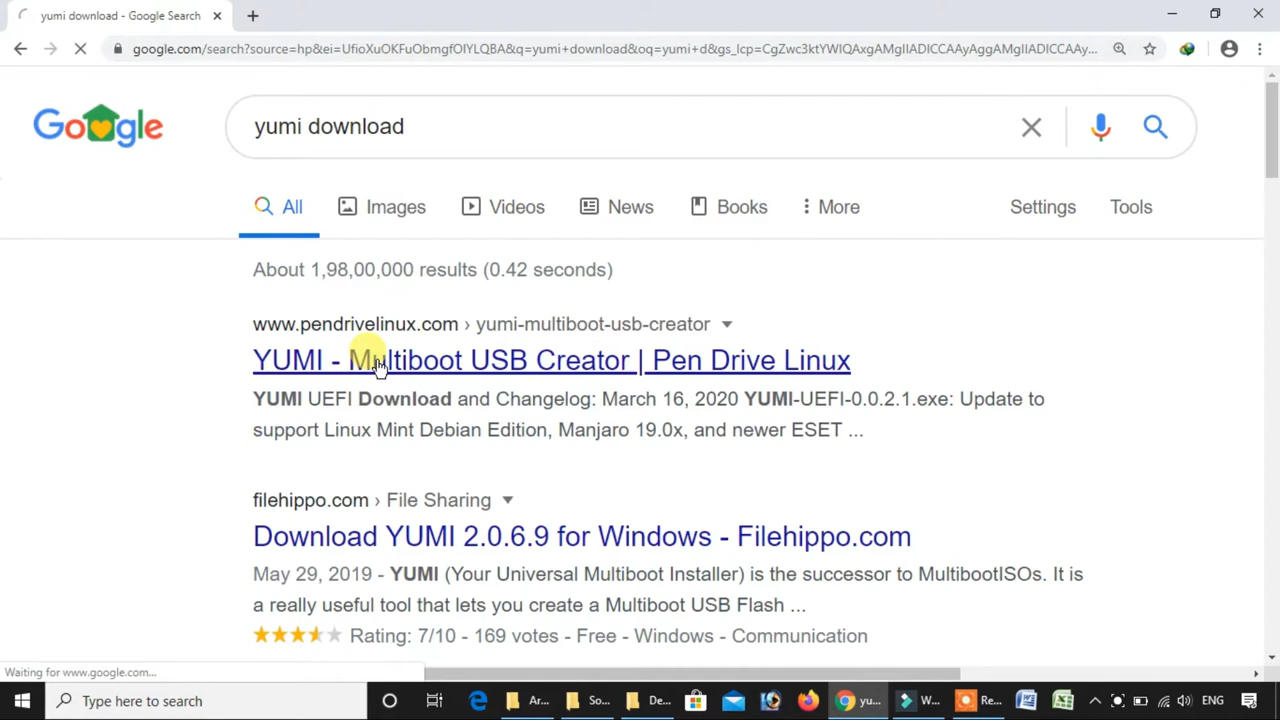 yumi download - Google Search
google.com/search?source=hp&ei=UfioXuOKFuObmgfOlYLQBA&q=yumi+download&oq=yumi+d&gs_lcp=CgZwc3ktYWIQAxgAMgIIADICCAAyAggAMgIIADICCAAy...
Google
yumi download
All Images Videos News Books More Settings Tools
About 1,98,00,000 results (0.42 seconds)
www.pendrivelinux.com › yumi-multiboot-usb-creator
YUMI - Multiboot USB Creator | Pen Drive Linux
YUMI UEFI Download and Changelog: March 16, 2020 YUMI-UEFI-0.0.2.1.exe: Update to
support Linux Mint Debian Edition, Manjaro 19.0x, and newer ESET ...
filehippo.com › File Sharing
Download YUMI 2.0.6.9 for Windows - Filehippo.com
May 29, 2019 - YUMI (Your Universal Multiboot Installer) is the successor to MultibootISOs. It is
a really useful tool that lets you create a Multiboot USB Flash ...
Rating: 7/10 - 169 votes - Free - Windows - Communication
Waiting for www.google.com...
Type here to search Ar... So... De... yu... W... Re... ENG